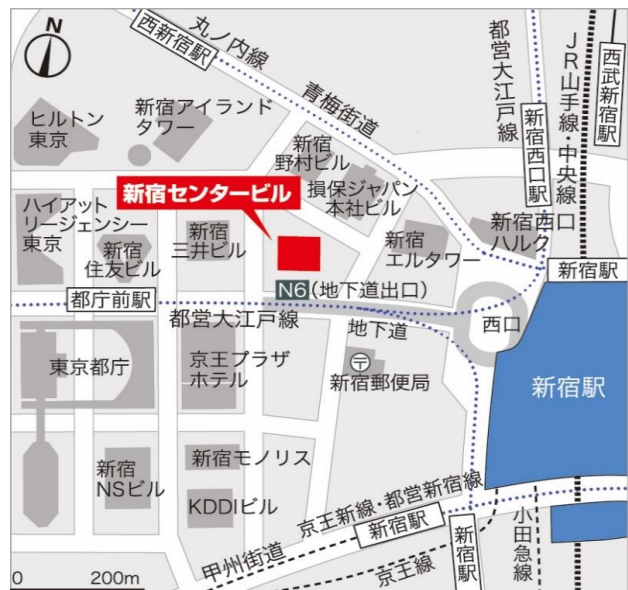 N
丸ノ内線
西新宿駅
青梅街道
都営大江戸線
新宿西口駅
JR山手線・中央線
西武新宿駅
ヒルトン
東京
新宿アイランド
タワー
新宿
野村ビル
損保ジャパン
本社ビル
新宿センタービル
ハイアット
リージェンシー
東京
新宿
住友ビル
新宿
三井ビル
新宿
エルタワー
新宿西口
ハルク
新宿駅
N6(地下道出口)
都庁前駅
都営大江戸線
地下道
西口
東京都庁
京王プラザ
ホテル
〒
新宿郵便局
新宿駅
新宿
NSビル
新宿モノリス
KDDIビル
京王新線・都営新宿線
新宿駅
甲州街道
京王線
新宿駅
小田急線
0 200m